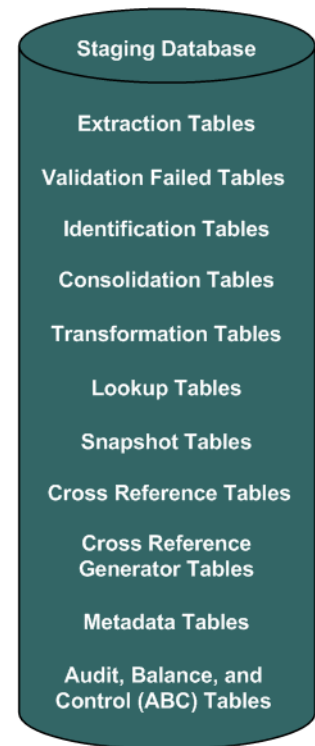 Staging Database
Extraction Tables
Validation Failed Tables
Identification Tables
Consolidation Tables
Transformation Tables
Lookup Tables
Snapshot Tables
Cross Reference Tables
Cross Reference
Generator Tables
Metadata Tables
Audit, Balance, and
Control (ABC) Tables